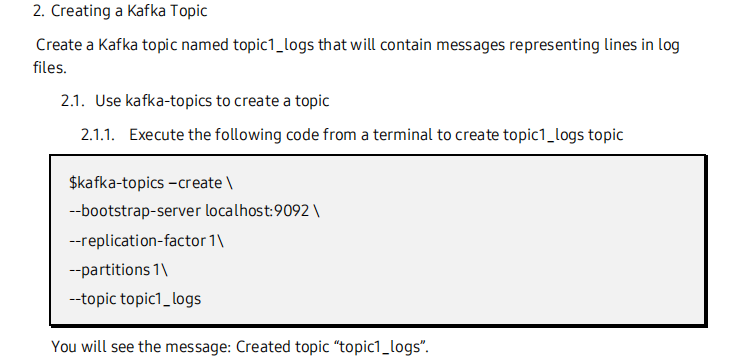 2. Creating a Kafka Topic
Create a Kafka topic named topic1_logs that will contain messages representing lines in log
files.
2.1. Use kafka-topics to create a topic
2.1.1. Execute the following code from a terminal to create topic1_logs topic
$kafka-topics –create \
--bootstrap-server localhost:9092 \
--replication-factor 1\
--partitions 1\
--topic topic1_logs
You will see the message: Created topic “topic1_logs”.